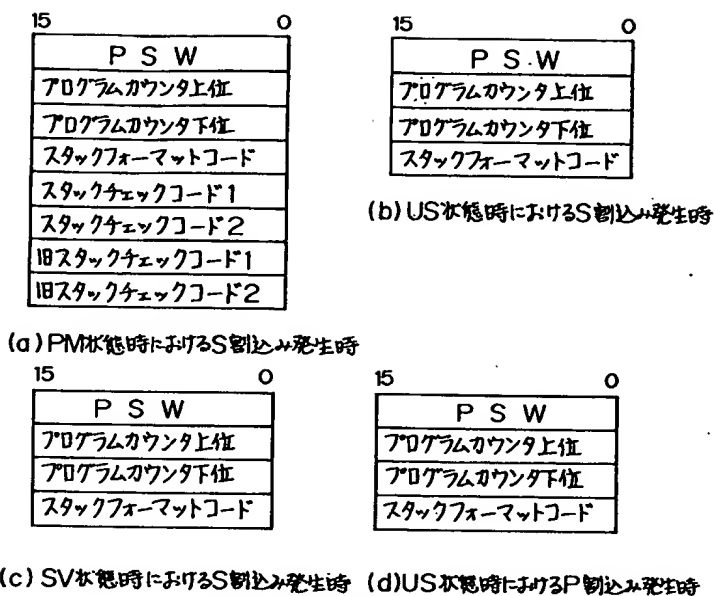 15 0
PSW
プログラムカウンタ上位
プログラムカウンタ下位
スタックフォーマットコード
スタックチェックコード1
スタックチェックコード2
旧スタックチェックコード1
旧スタックチェックコード2
(a)PM状態時におけるS割込み発生時
15 0
PSW
プログラムカウンタ上位
プログラムカウンタ下位
スタックフォーマットコード
(b)US状態時におけるS割込み発生時
15 0
PSW
プログラムカウンタ上位
プログラムカウンタ下位
スタックフォーマットコード
(c)SV状態時におけるS割込み発生時
15 0
PSW
プログラムカウンタ上位
プログラムカウンタ下位
スタックフォーマットコード
(d)US状態時におけるP割込み発生時